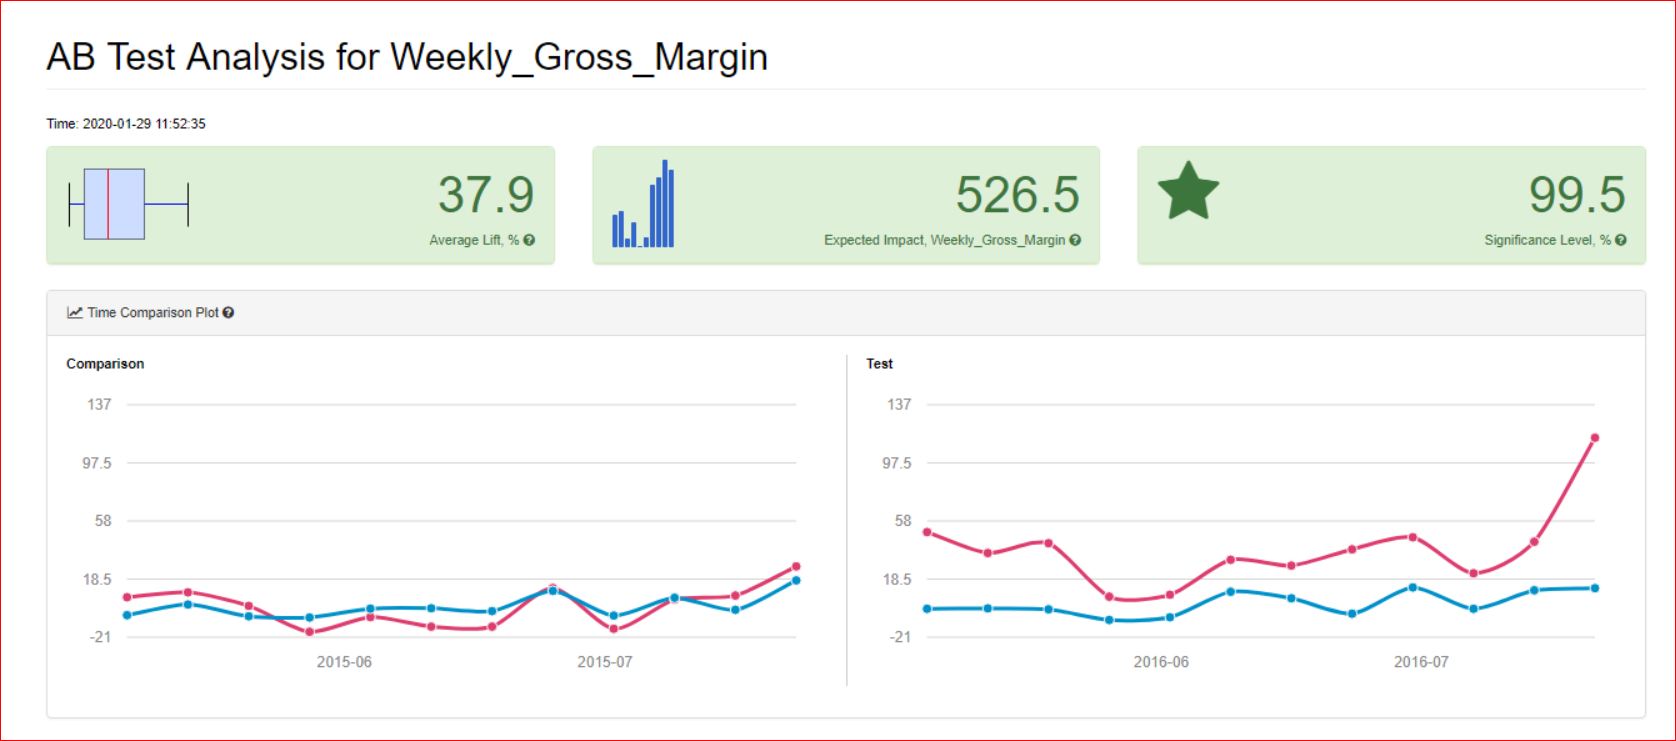 AB Test Analysis for Weekly_Gross_Margin
Time: 2020-01-29 11:52:35
37.9
Average Lift, %
526.5
Expected Impact, Weekly_Gross_Margin
99.5
Significance Level, %
Time Comparison Plot
Comparison
137
97.5
58
18.5
-21
2015-06 2015-07
Test
137
97.5
58
18.5
-21
2016-06 2016-07